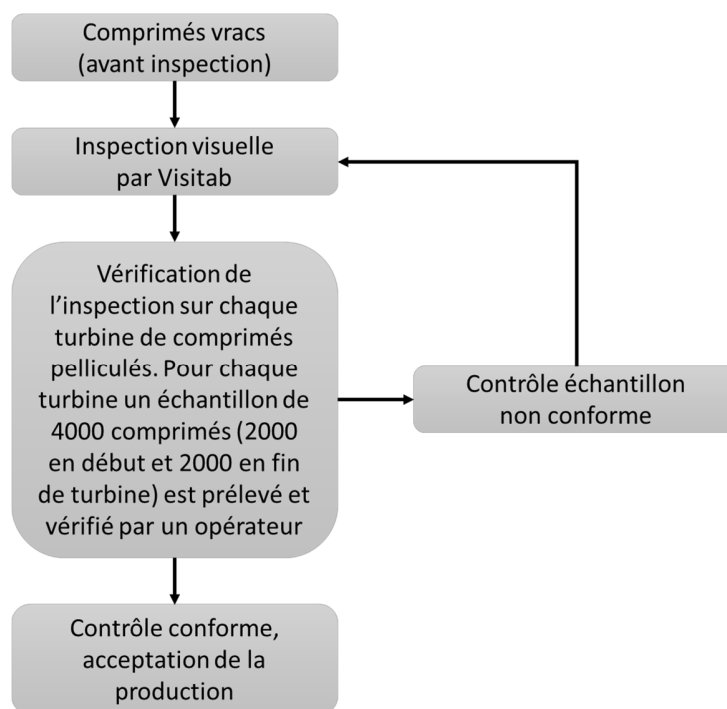 Comprimés vracs
(avant inspection)
Inspection visuelle
par Visitab
Vérification de
l'inspection sur chaque
turbine de comprimés
pelliculés. Pour chaque
turbine un échantillon de
4000 comprimés (2000
en début et 2000 en fin
de turbine) est prélevé et
vérifié par un opérateur
Contrôle échantillon
non conforme
Contrôle conforme,
acceptation de la
production